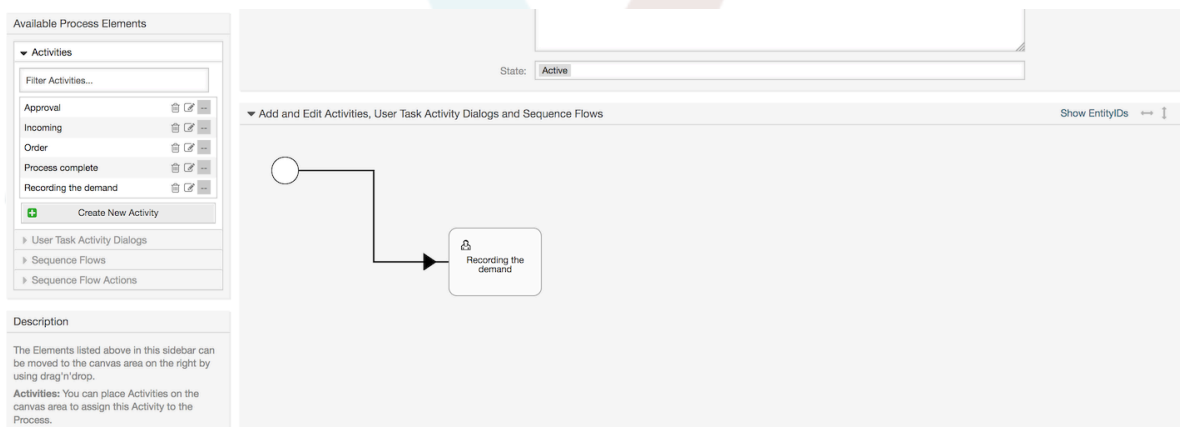 Available Process Elements
Activities
Filter Activities...
Approval
Incoming
Order
Process complete
Recording the demand
Create New Activity
User Task Activity Dialogs
Sequence Flows
Sequence Flow Actions
Description
The Elements listed above in this sidebar can
be moved to the canvas area on the right by
using drag'n'drop.
Activities: You can place Activities on the
canvas area to assign this Activity to the
Process.
State: Active
Add and Edit Activities, User Task Activity Dialogs and Sequence Flows
Show EntityIDs
Recording the
demand